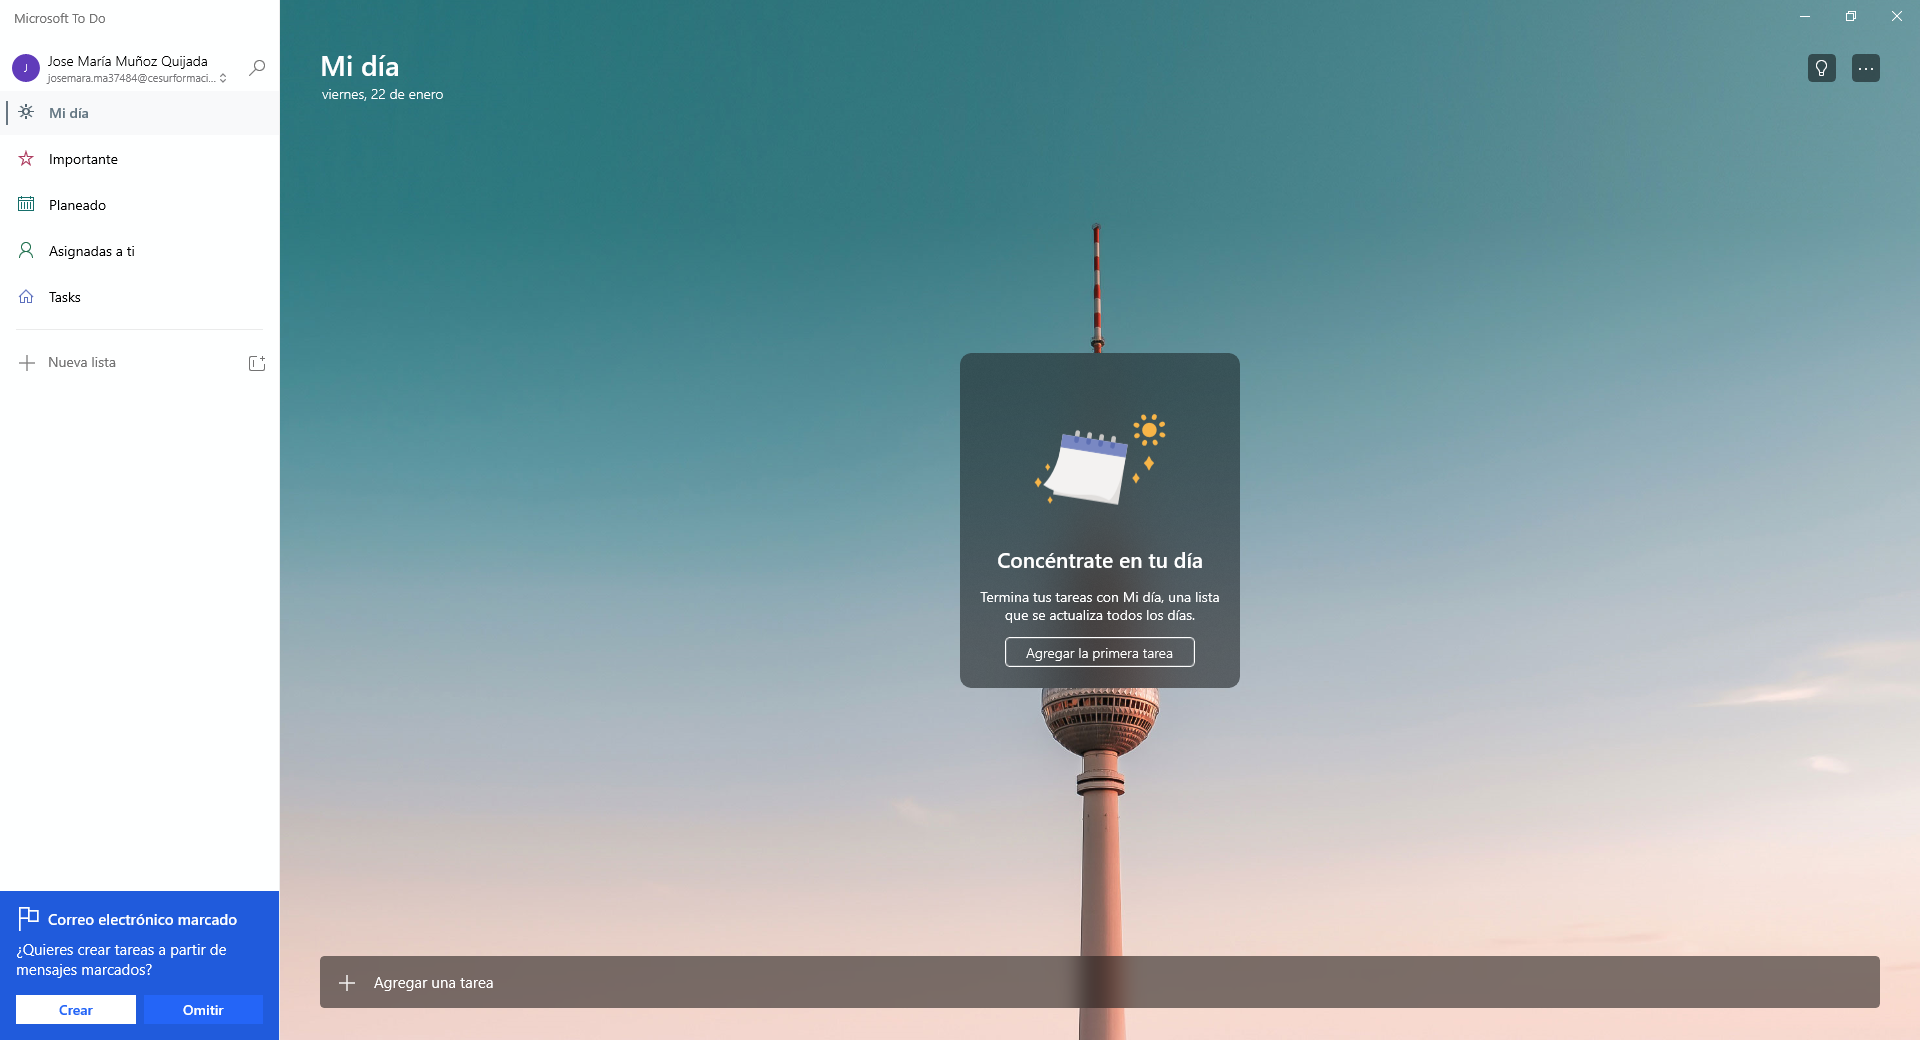 Microsoft To Do
J
Jose María Muñoz Quijada
josemara.ma37484@cesurformaci...
Mi día
Importante
Planeado
Asignadas a ti
Tasks
Nueva lista
Correo electrónico marcado
¿Quieres crear tareas a partir de
mensajes marcados?
Crear
Omitir
Mi día
viernes, 22 de enero
Concéntrate en tu día
Termina tus tareas con Mi día, una lista
que se actualiza todos los días.
Agregar la primera tarea
Agregar una tarea